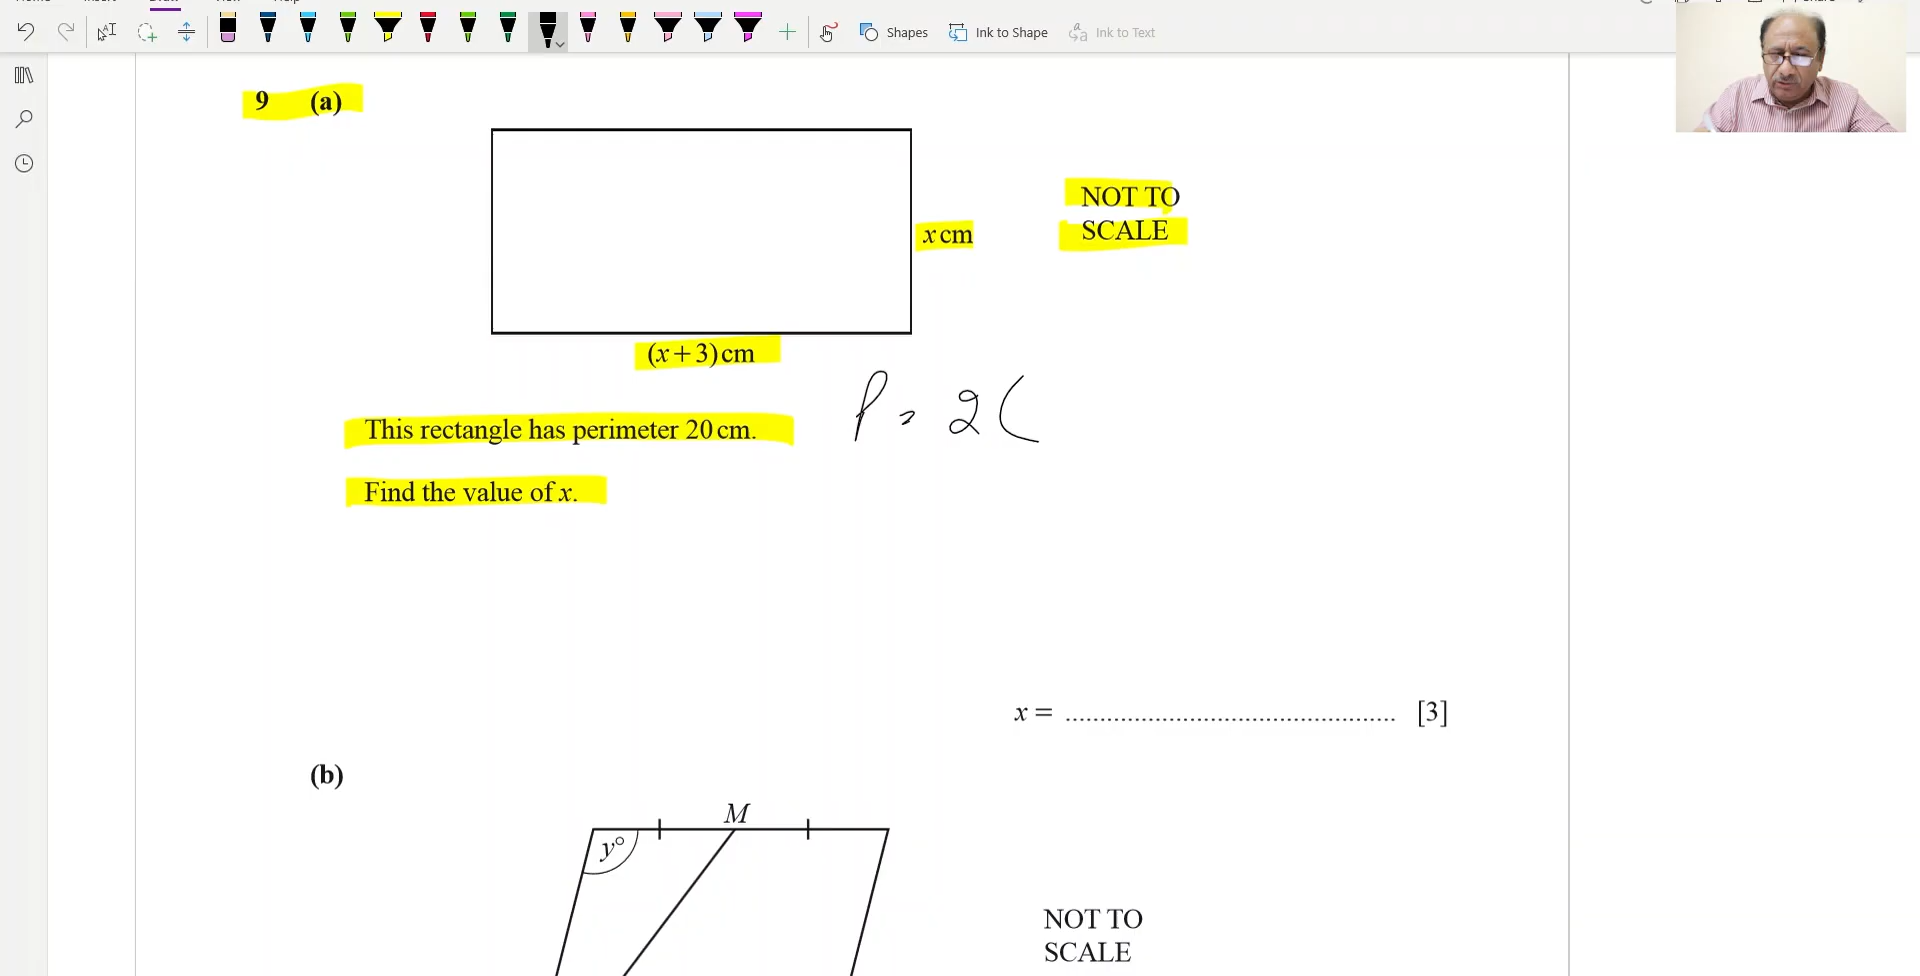 Shapes Ink to Shape Ink to Text
9 (a)
NOT TO
SCALE
x cm
(x + 3) cm
P = 2 (
This rectangle has perimeter 20 cm.
Find the value of x.
x = ................................................ [3]
(b)
M
y°
NOT TO
SCALE